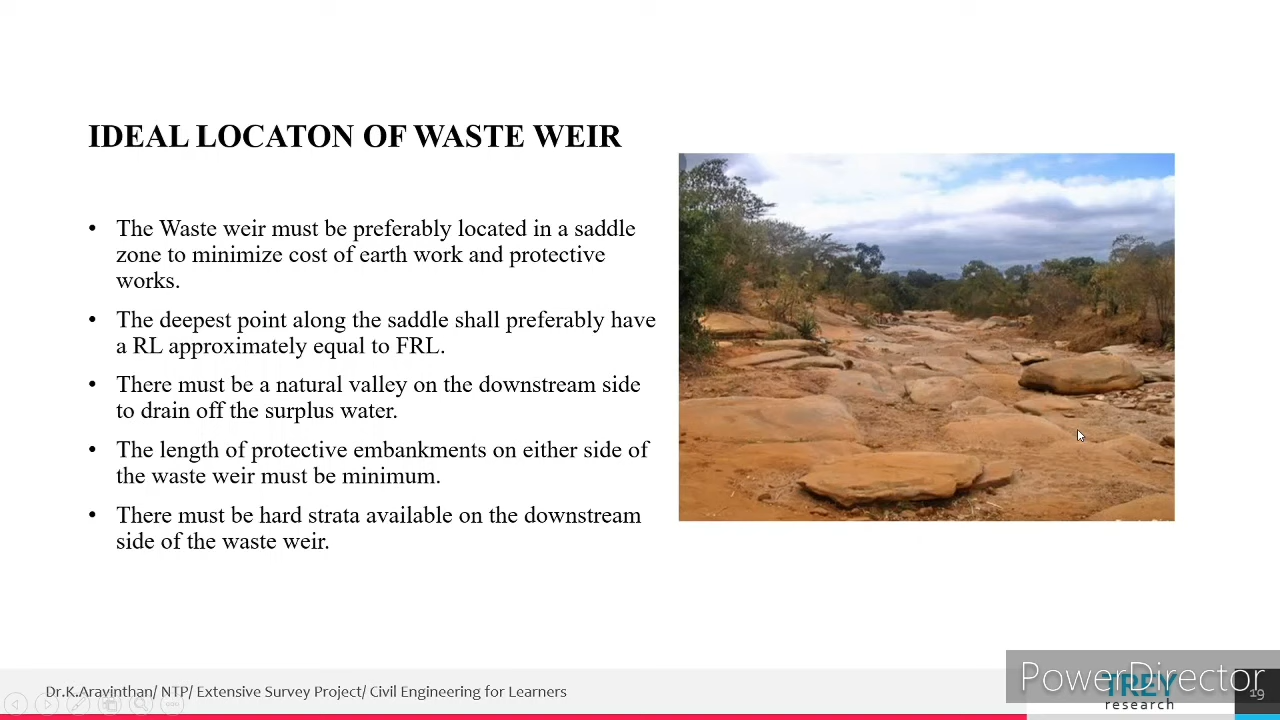 IDEAL LOCATON OF WASTE WEIR
• The Waste weir must be preferably located in a saddle
zone to minimize cost of earth work and protective
works.
• The deepest point along the saddle shall preferably have
a RL approximately equal to FRL.
• There must be a natural valley on the downstream side
to drain off the surplus water.
• The length of protective embankments on either side of
the waste weir must be minimum.
• There must be hard strata available on the downstream
side of the waste weir.
Dr.K.Aravinthan/ NTP/ Extensive Survey Project/ Civil Engineering for Learners
PowerDirector
TREY
research
19